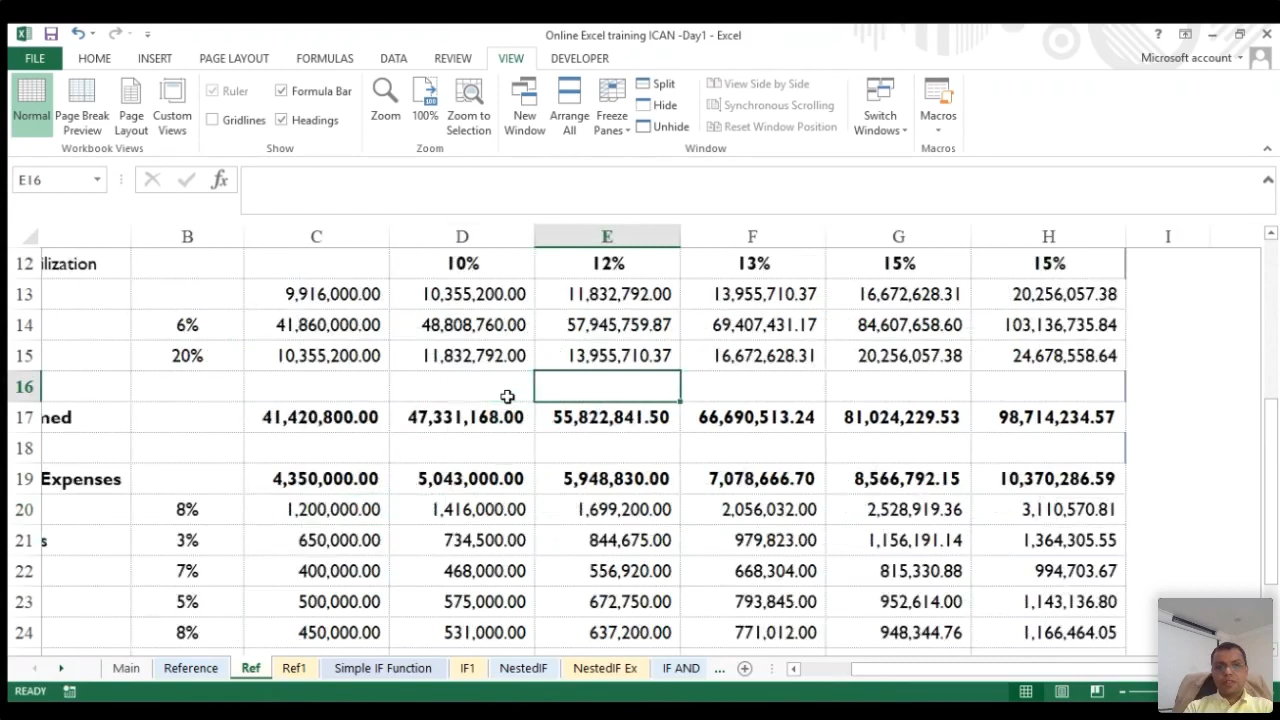 Online Excel training ICAN -Day1 - Excel
FILE HOME INSERT PAGE LAYOUT FORMULAS DATA REVIEW VIEW DEVELOPER Microsoft account
Normal Page Break Preview Page Layout Custom Views
Workbook Views
Ruler Formula Bar
Gridlines Headings
Show
Zoom 100% Zoom to Selection
Zoom
New Window Arrange All Freeze Panes
Split
Hide
Unhide
View Side by Side
Synchronous Scrolling
Reset Window Position
Window
Switch Windows
Macros
Macros
E16 fx
B C D E F G H I
12 ilization 10% 12% 13% 15% 15%
13 9,916,000.00 10,355,200.00 11,832,792.00 13,955,710.37 16,672,628.31 20,256,057.38
14 6% 41,860,000.00 48,808,760.00 57,945,759.87 69,407,431.17 84,607,658.60 103,136,735.84
15 20% 10,355,200.00 11,832,792.00 13,955,710.37 16,672,628.31 20,256,057.38 24,678,558.64
16
17 med 41,420,800.00 47,331,168.00 55,822,841.50 66,690,513.24 81,024,229.53 98,714,234.57
18
19 Expenses 4,350,000.00 5,043,000.00 5,948,830.00 7,078,666.70 8,566,792.15 10,370,286.59
20 8% 1,200,000.00 1,416,000.00 1,699,200.00 2,056,032.00 2,528,919.36 3,110,570.81
21 s 3% 650,000.00 734,500.00 844,675.00 979,823.00 1,156,191.14 1,364,305.55
22 7% 400,000.00 468,000.00 556,920.00 668,304.00 815,330.88 994,703.67
23 5% 500,000.00 575,000.00 672,750.00 793,845.00 952,614.00 1,143,136.80
24 8% 450,000.00 531,000.00 637,200.00 771,012.00 948,344.76 1,166,464.05
Main Reference Ref Ref1 Simple IF Function IF1 NestedIF NestedIF Ex IF AND ...
READY